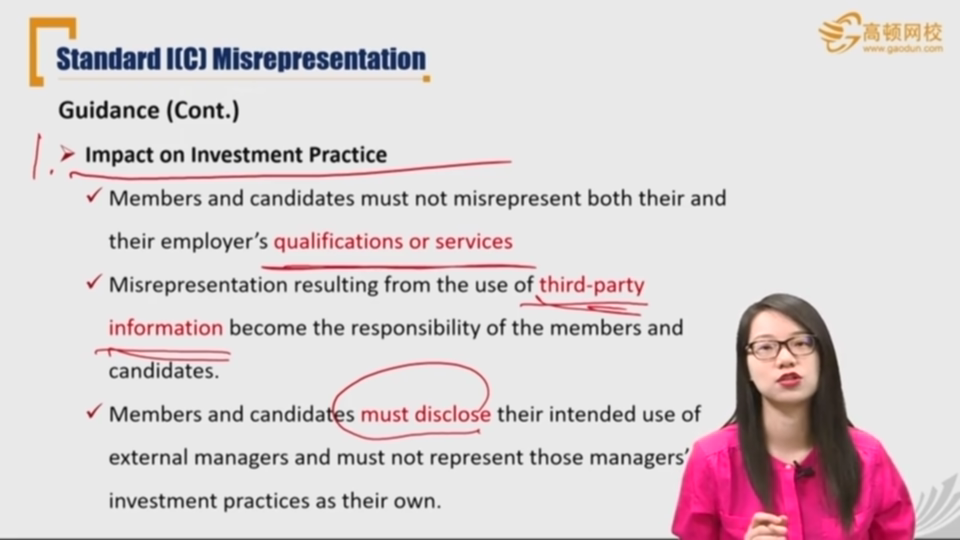 Standard I(C) Misrepresentation
高顿网校
www.gaodun.com
Guidance (Cont.)
1. Impact on Investment Practice
Members and candidates must not misrepresent both their and
their employer's qualifications or services
Misrepresentation resulting from the use of third-party
information become the responsibility of the members and
candidates.
Members and candidates must disclose their intended use of
external managers and must not represent those managers'
investment practices as their own.